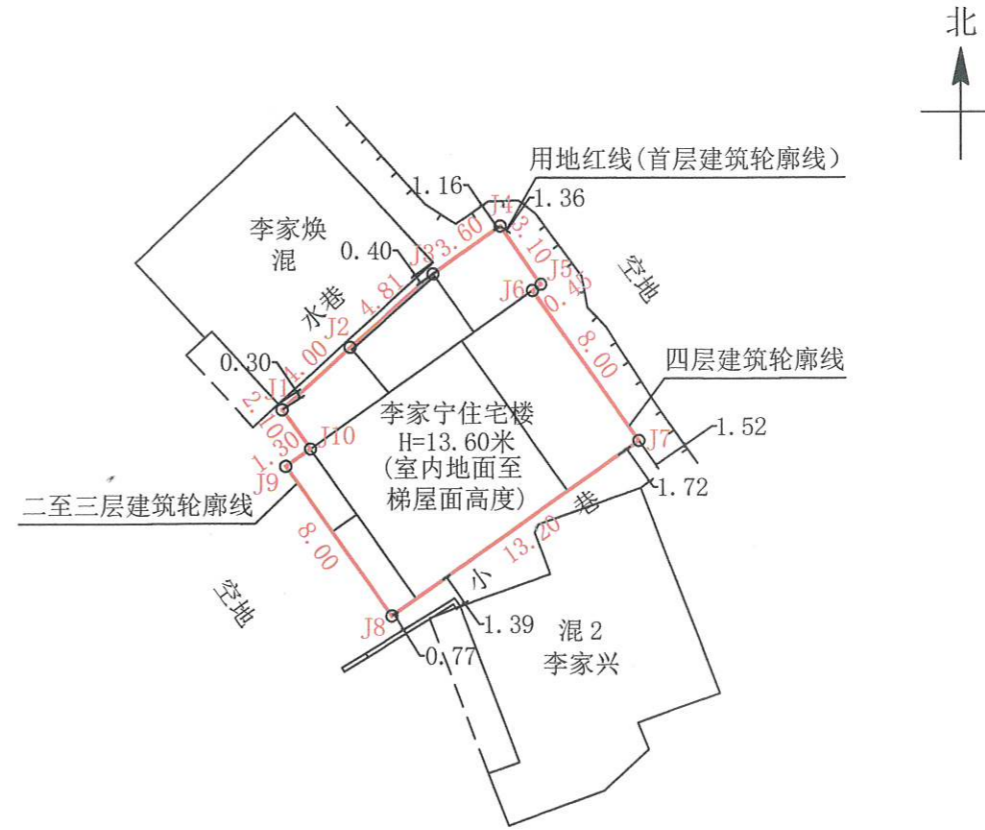 北
用地红线(首层建筑轮廓线)
1.16
J4
1.36
3.10
3.60
李家焕
混
0.40
J3
空地
J5
J6
0.45
4.81
水巷
J2
8.00
四层建筑轮廓线
4.00
0.30
J1
2.10
李家宁住宅楼
H=13.60米
(室内地面至
梯屋面高度)
J10
1.30
J9
J7
1.52
1.72
二至三层建筑轮廓线
8.00
13.20
小巷
空地
J8
1.39
0.77
混2
李家兴